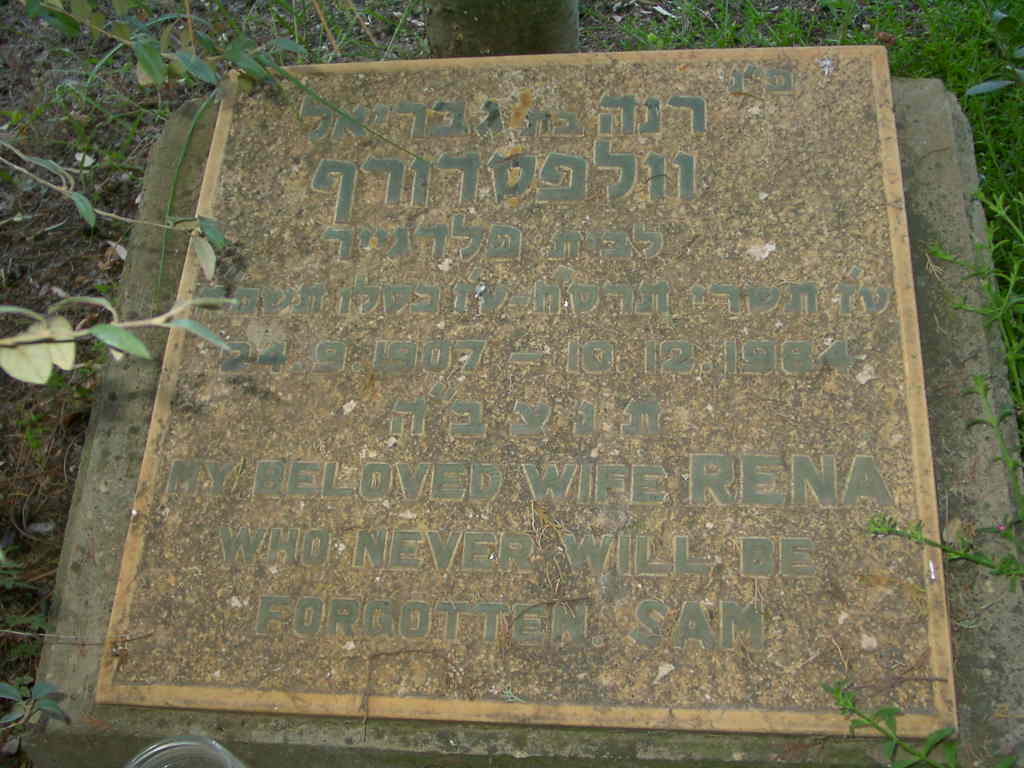 פ"נ
רנה בת גבריאל
וולפסדורף
לבית פלדגייר
ט"ז תשרי תרס"ח - ט"ז כסלו תשמ"ה
24.9.1907 – 10.12.1984
ת נ צ ב"ה
MY BELOVED WIFE RENA
WHO NEVER WILL BE
FORGOTTEN. SAM